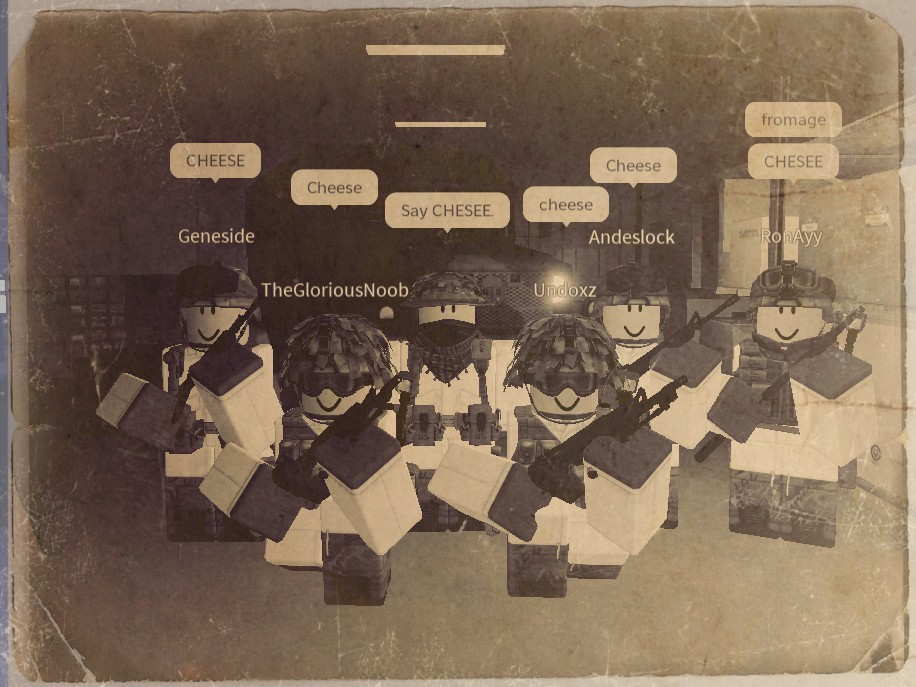 fromage
CHEESE
Cheese
CHESEE
Cheese
Say CHESEE.
cheese
Geneside
Andeslock
RonAyy
TheGloriousNoob
Undoxz